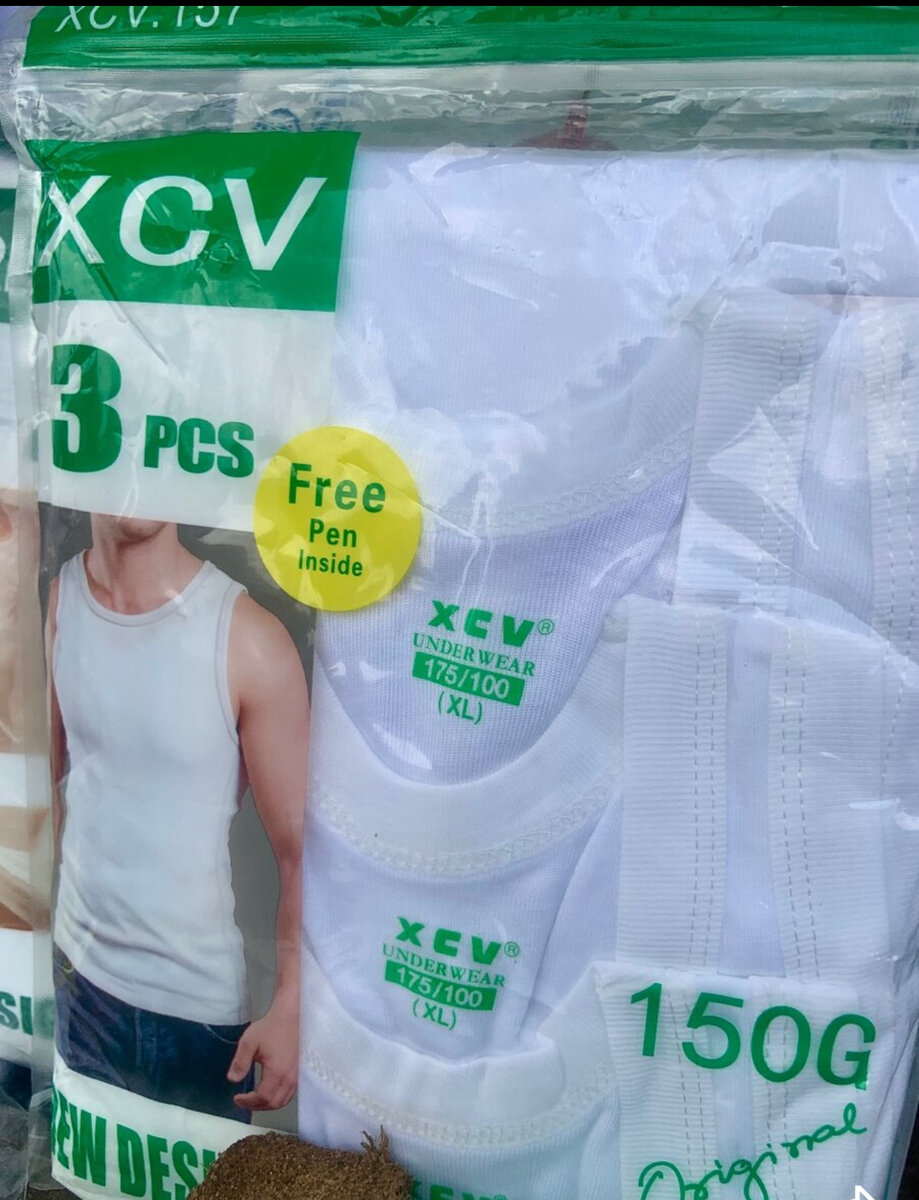 XCV.157
XCV
3 PCS
Free
Pen
Inside
XCV®
UNDERWEAR
175/100
(XL)
XCV®
UNDERWEAR
175/100
(XL)
150G
Original